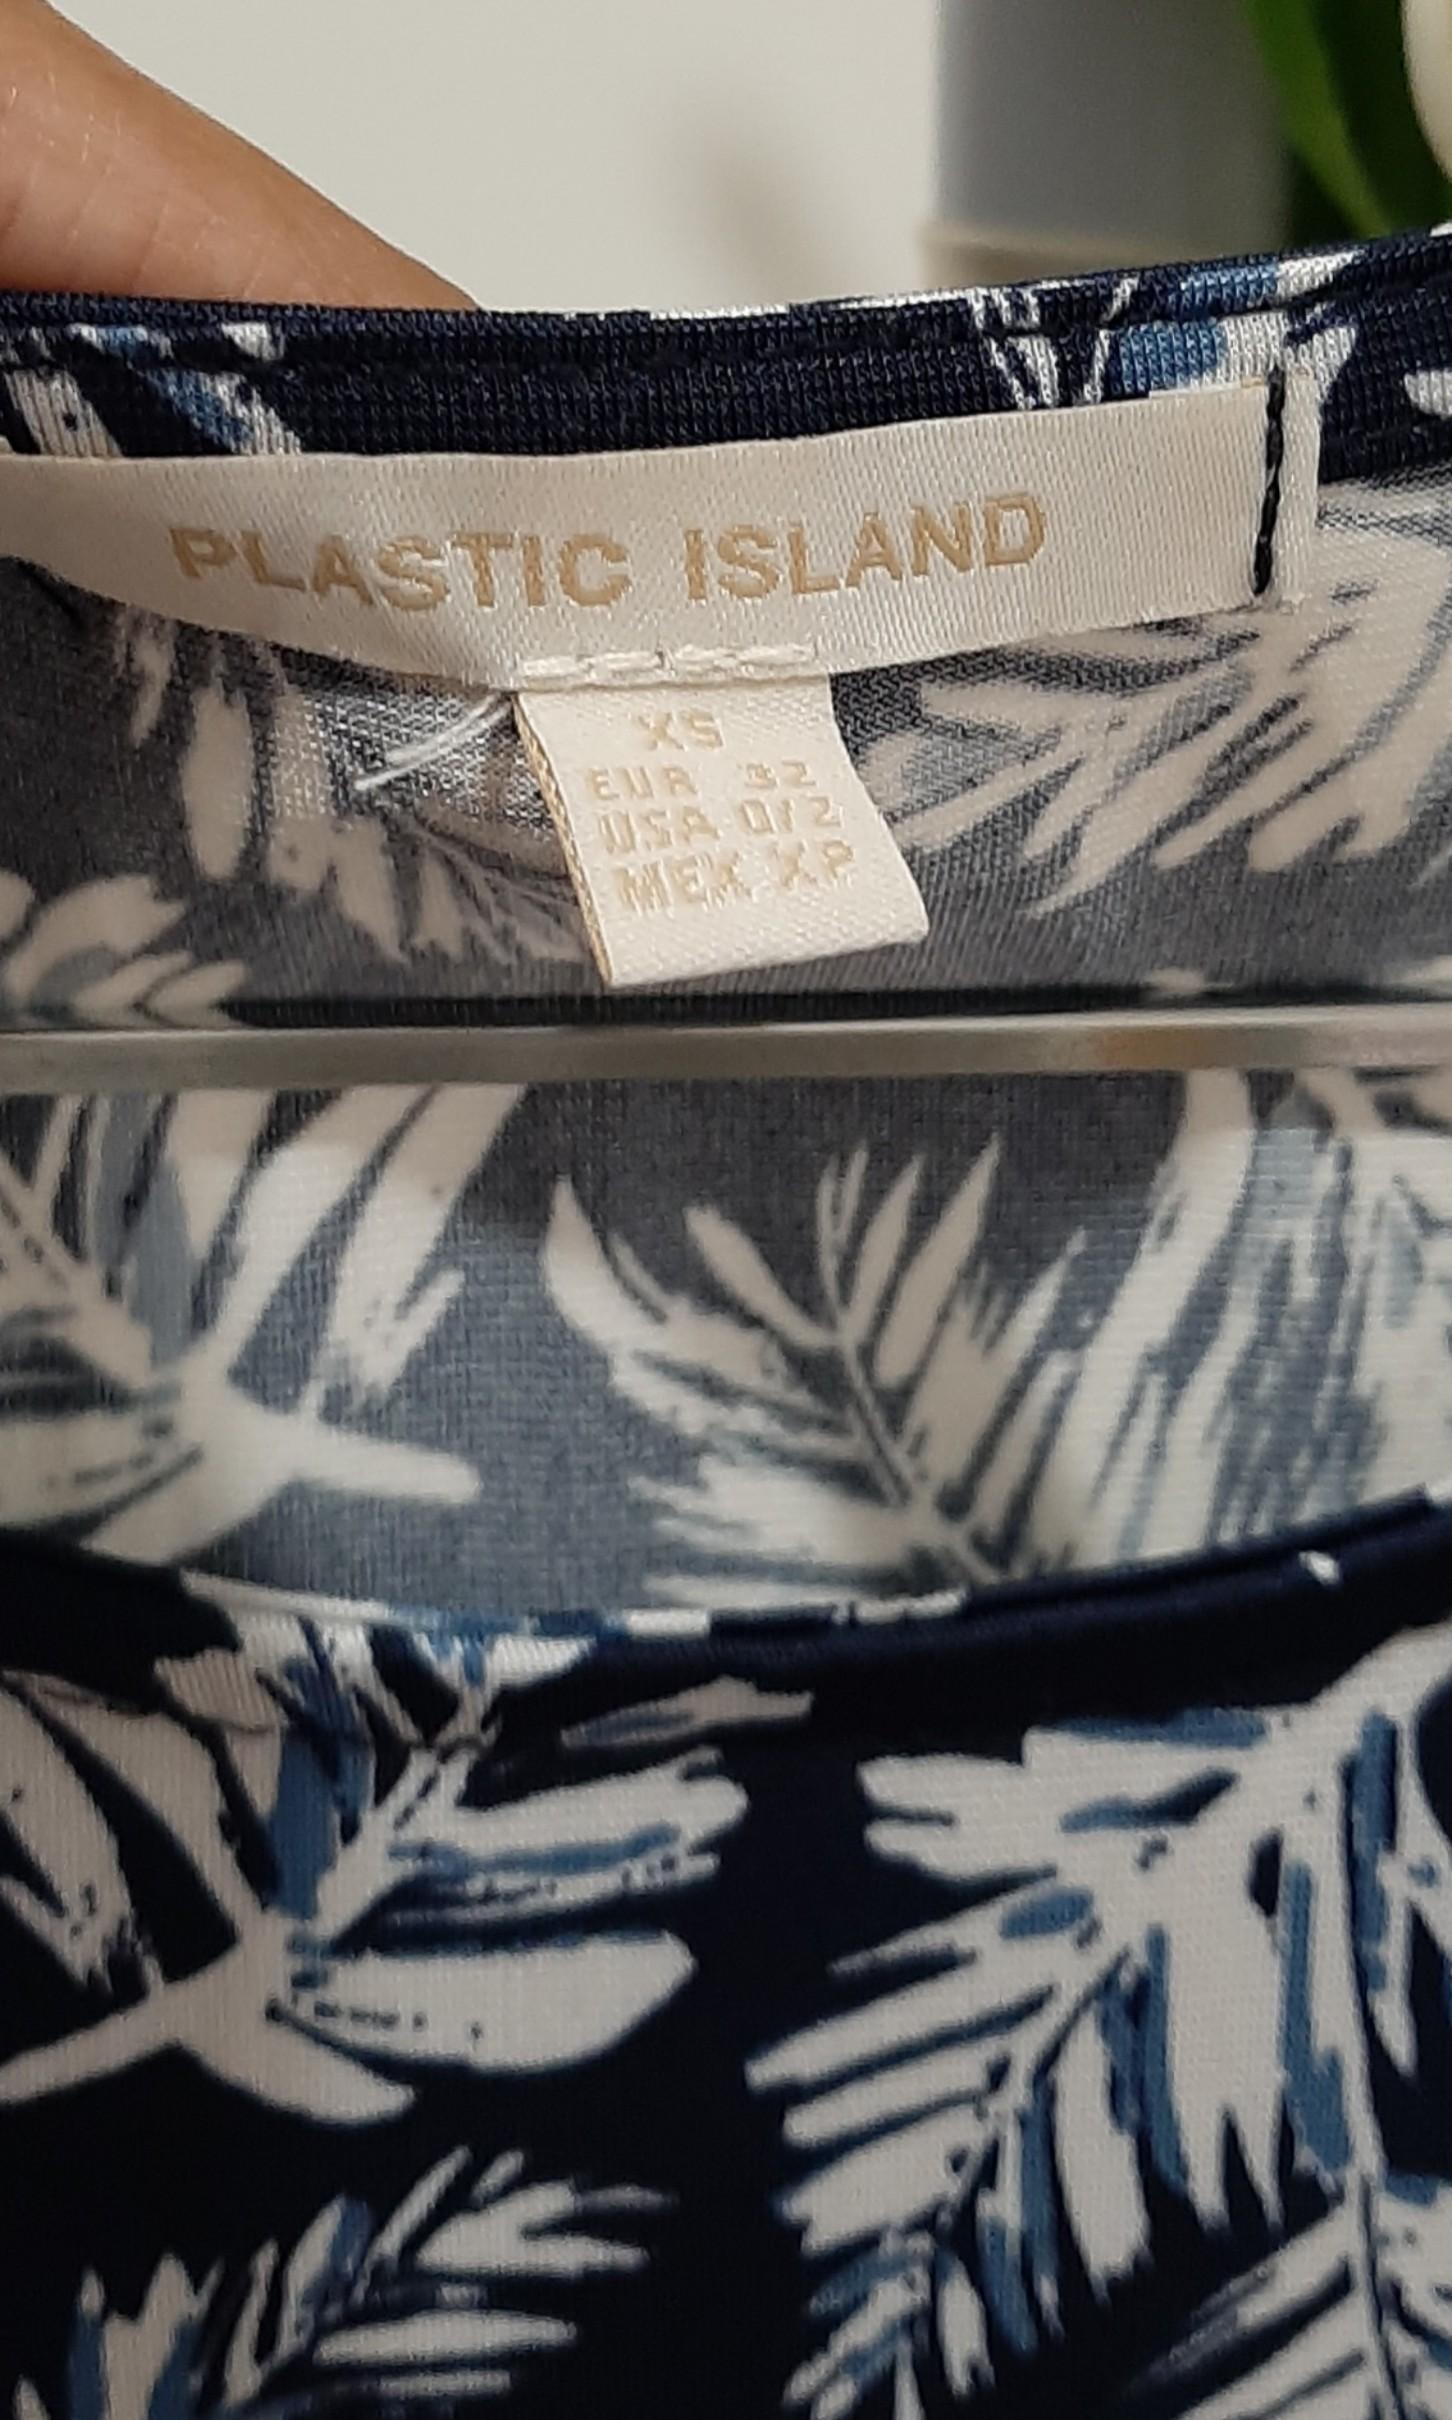 PLASTIC ISLAND
XS
EUR 32
USA 0/2
MEX XP